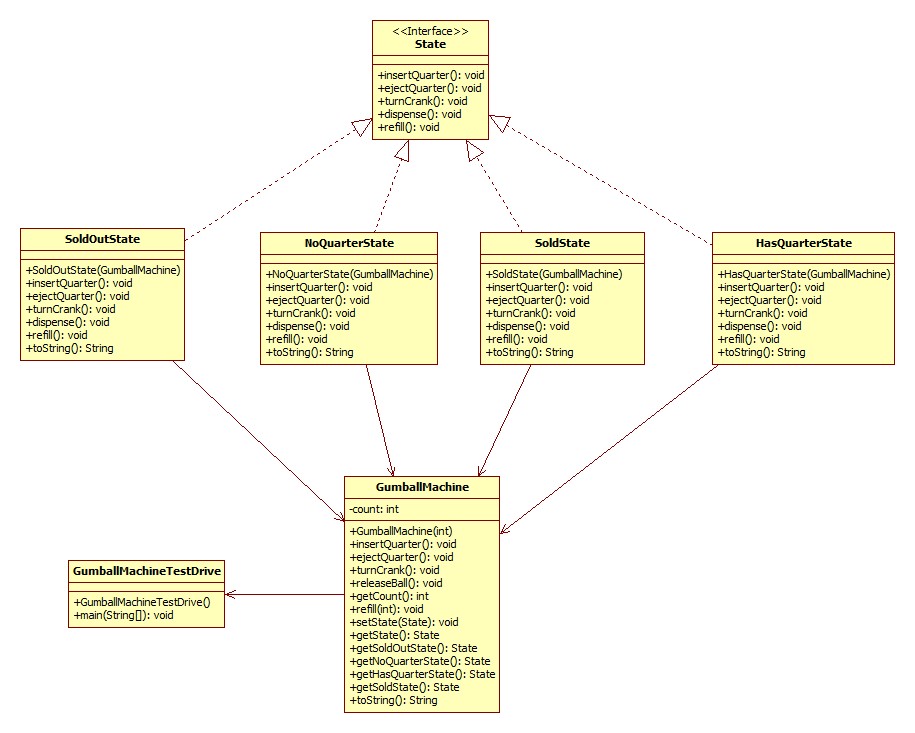 <<Interface>>
State
+insertQuarter(): void
+ejectQuarter(): void
+turnCrank(): void
+dispense(): void
+refill(): void
SoldOutState
+SoldOutState(GumballMachine)
+insertQuarter(): void
+ejectQuarter(): void
+turnCrank(): void
+dispense(): void
+refill(): void
+toString(): String
NoQuarterState
+NoQuarterState(GumballMachine)
+insertQuarter(): void
+ejectQuarter(): void
+turnCrank(): void
+dispense(): void
+refill(): void
+toString(): String
SoldState
+SoldState(GumballMachine)
+insertQuarter(): void
+ejectQuarter(): void
+turnCrank(): void
+dispense(): void
+refill(): void
+toString(): String
HasQuarterState
+HasQuarterState(GumballMachine)
+insertQuarter(): void
+ejectQuarter(): void
+turnCrank(): void
+dispense(): void
+refill(): void
+toString(): String
GumballMachine
-count: int
+GumballMachine(int)
+insertQuarter(): void
+ejectQuarter(): void
+turnCrank(): void
+releaseBall(): void
+getCount(): int
+refill(int): void
+setState(State): void
+getState(): State
+getSoldOutState(): State
+getNoQuarterState(): State
+getHasQuarterState(): State
+getSoldState(): State
+toString(): String
GumballMachineTestDrive
+GumballMachineTestDrive()
+main(String[]): void